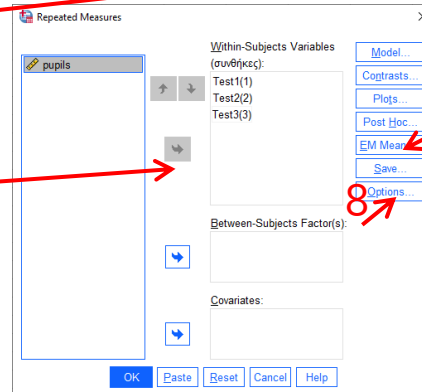 Repeated Measures
Within-Subjects Variables
(συνθήκες):
pupils
Test1(1)
Test2(2)
Test3(3)
Model...
Contrasts...
Plots...
Post Hoc...
EM Mean
Save...
8
Options...
Between-Subjects Factor(s):
Covariates:
OK Paste Reset Cancel Help